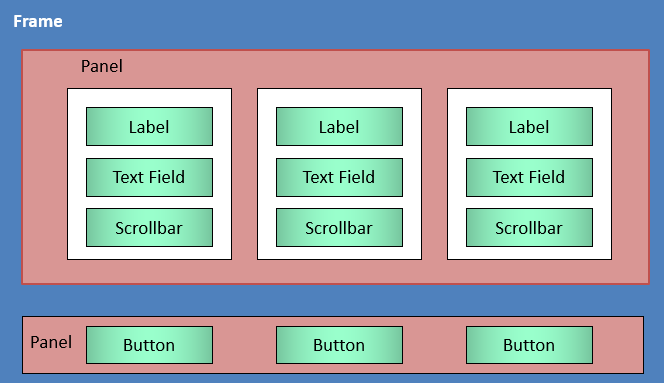 Frame
Panel
Label
Label
Label
Text Field
Text Field
Text Field
Scrollbar
Scrollbar
Scrollbar
Panel
Button
Button
Button